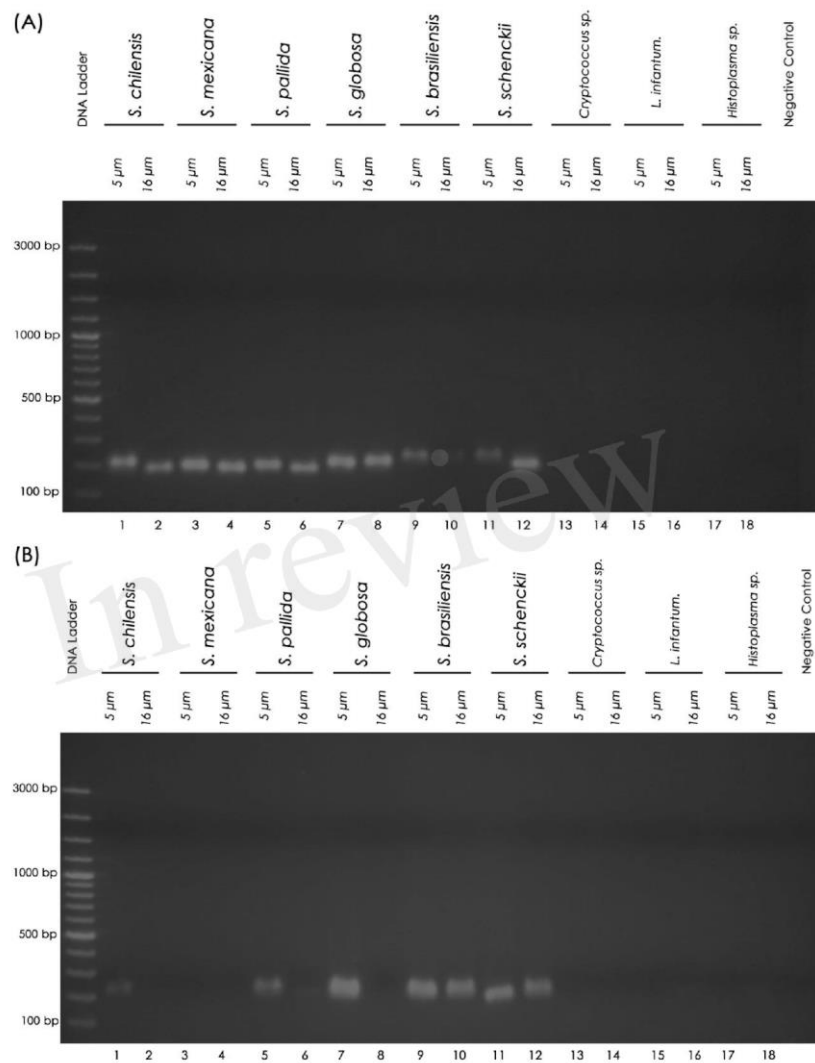 (A)
DNA Ladder
S. chilensis
S. mexicana
S. pallida
S. globosa
S. brasiliensis
S. schenckii
Cryptococcus sp.
L. infantum.
Histoplasma sp.
Negative Control
5 µm 16 µm 5 µm 16 µm 5 µm 16 µm 5 µm 16 µm 5 µm 16 µm 5 µm 16 µm 5 µm 16 µm 5 µm 16 µm 5 µm 16 µm
3000 bp
1000 bp
500 bp
100 bp
1 2 3 4 5 6 7 8 9 10 11 12 13 14 15 16 17 18
In review
(B)
DNA Ladder
S. chilensis
S. mexicana
S. pallida
S. globosa
S. brasiliensis
S. schenckii
Cryptococcus sp.
L. infantum.
Histoplasma sp.
Negative Control
5 µm 16 µm 5 µm 16 µm 5 µm 16 µm 5 µm 16 µm 5 µm 16 µm 5 µm 16 µm 5 µm 16 µm 5 µm 16 µm 5 µm 16 µm
3000 bp
1000 bp
500 bp
100 bp
1 2 3 4 5 6 7 8 9 10 11 12 13 14 15 16 17 18